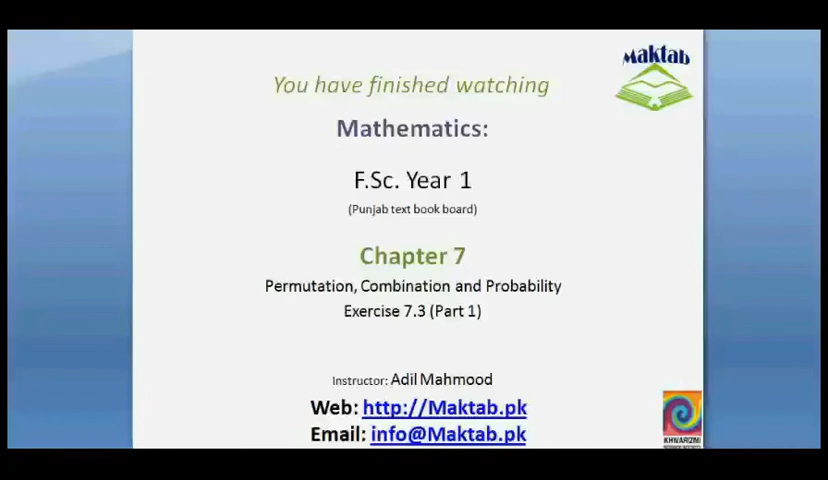 Maktab
You have finished watching
Mathematics:
F.Sc. Year 1
(Punjab text book board)
Chapter 7
Permutation, Combination and Probability
Exercise 7.3 (Part 1)
Instructor: Adil Mahmood
Web: http://Maktab.pk
Email: info@Maktab.pk
KHWARIZMI